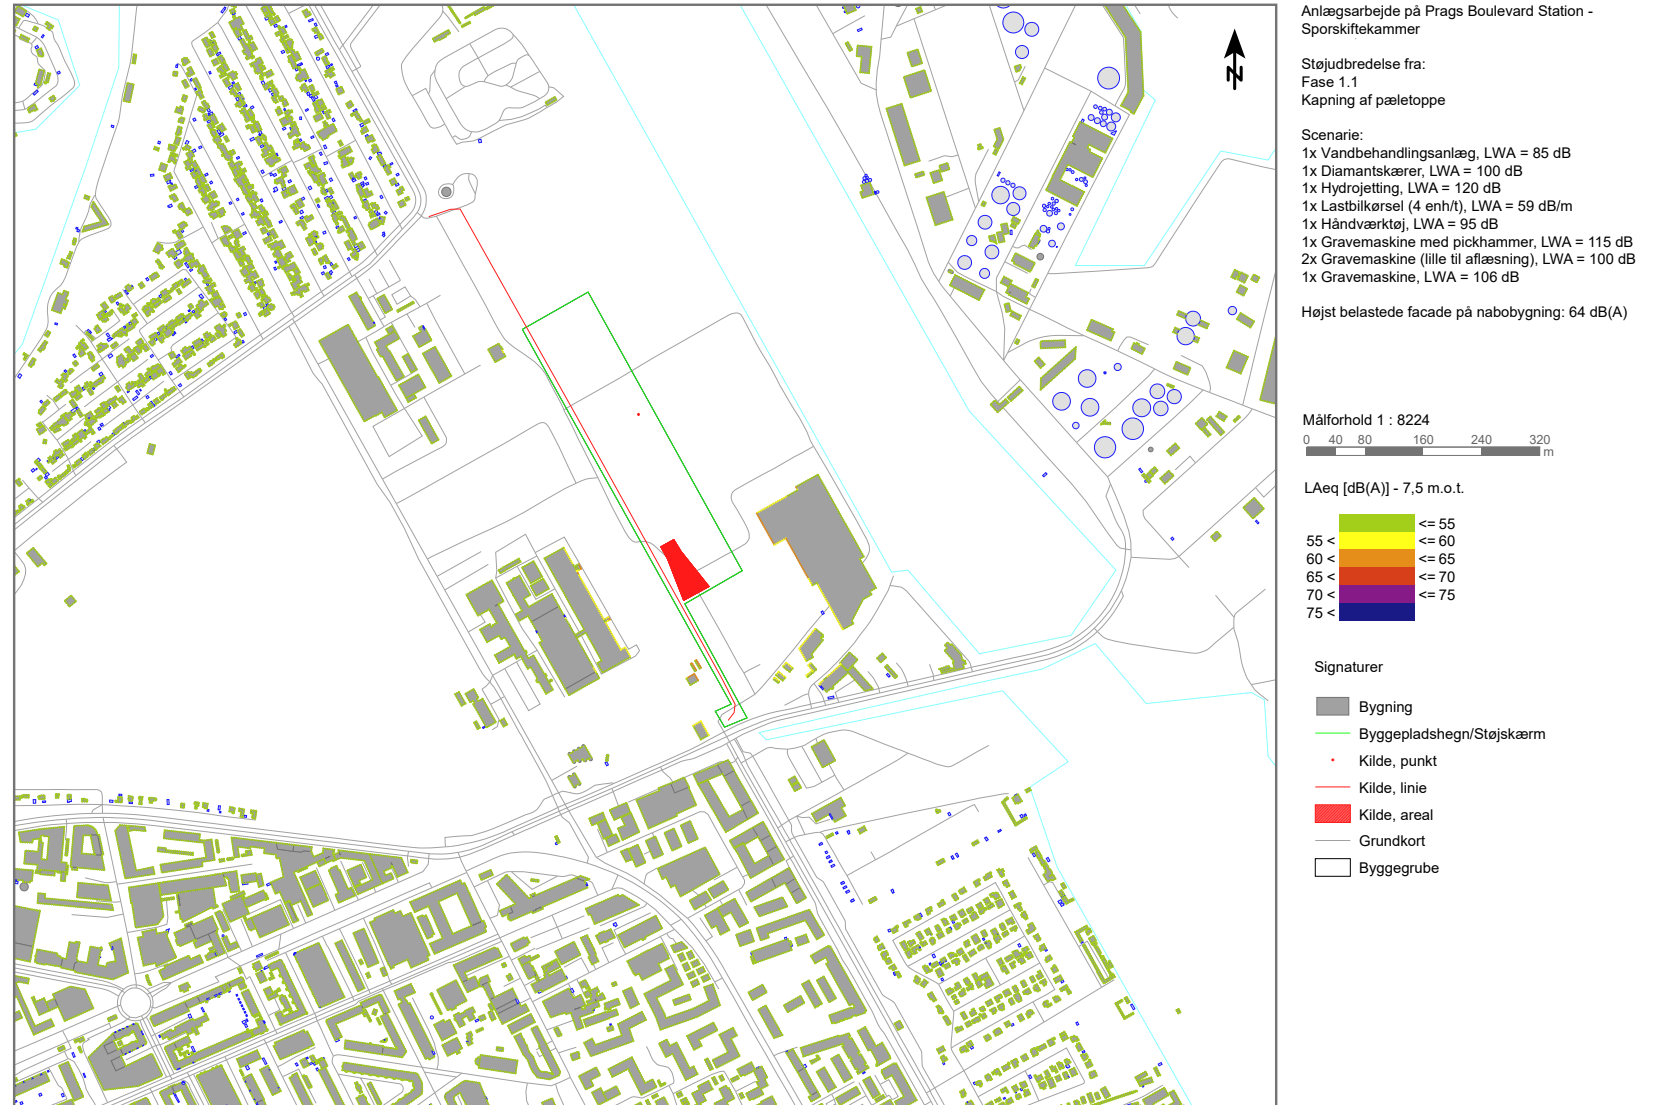 Anlægsarbejde på Prags Boulevard Station -
Sporskiftekammer
Støjudbredelse fra:
Fase 1.1
Kapning af pæletoppe
Scenarie:
1x Vandbehandlingsanlæg, LWA = 85 dB
1x Diamantskærer, LWA = 100 dB
1x Hydrojetting, LWA = 120 dB
1x Lastbilkørsel (4 enh/t), LWA = 59 dB/m
1x Håndværktøj, LWA = 95 dB
1x Gravemaskine med pickhammer, LWA = 115 dB
2x Gravemaskine (lille til aflæsning), LWA = 100 dB
1x Gravemaskine, LWA = 106 dB
Højst belastede facade på nabobygning: 64 dB(A)
Målforhold 1 : 8224
0 40 80 160 240 320
m
LAeq [dB(A)] - 7,5 m.o.t.
<= 55
55 < <= 60
60 < <= 65
65 < <= 70
70 < <= 75
75 <
Signaturer
Bygning
Byggepladshegn/Støjskærm
Kilde, punkt
Kilde, linie
Kilde, areal
Grundkort
Byggegrube
N